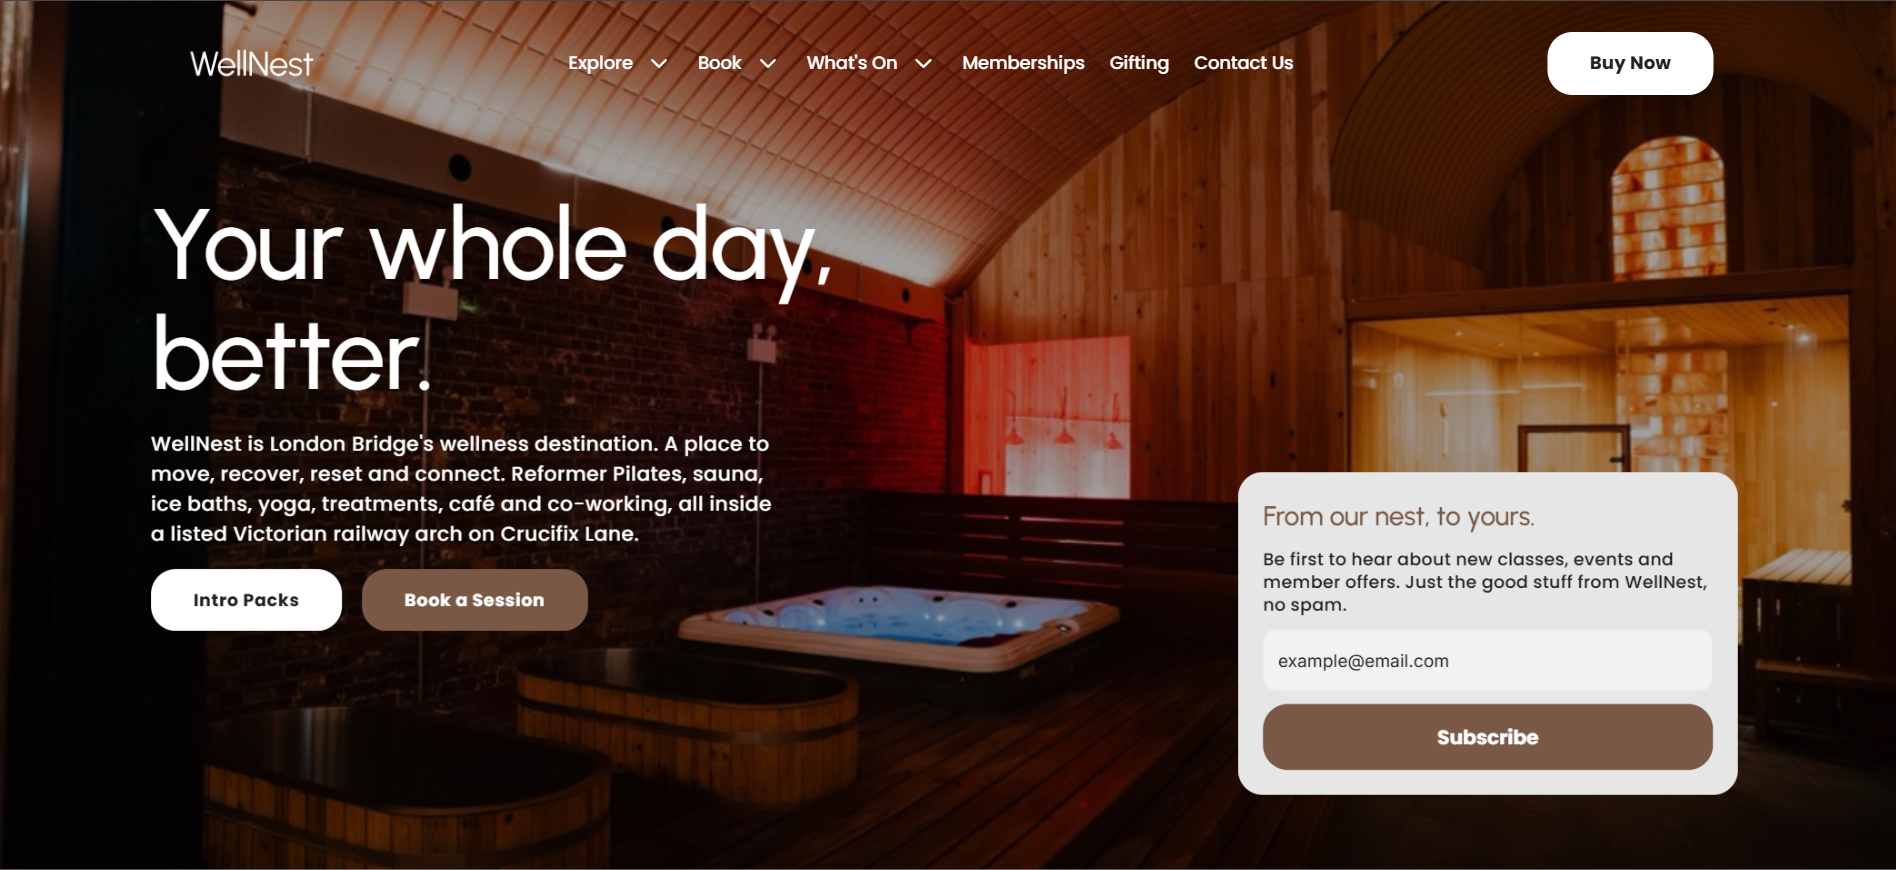 WellNest
Explore
Book
What's On
Memberships
Gifting
Contact Us
Buy Now
Your whole day,
better.
WellNest is London Bridge's wellness destination. A place to
move, recover, reset and connect. Reformer Pilates, sauna,
ice baths, yoga, treatments, café and co-working, all inside
a listed Victorian railway arch on Crucifix Lane.
Intro Packs
Book a Session
From our nest, to yours.
Be first to hear about new classes, events and
member offers. Just the good stuff from WellNest,
no spam.
example@email.com
Subscribe